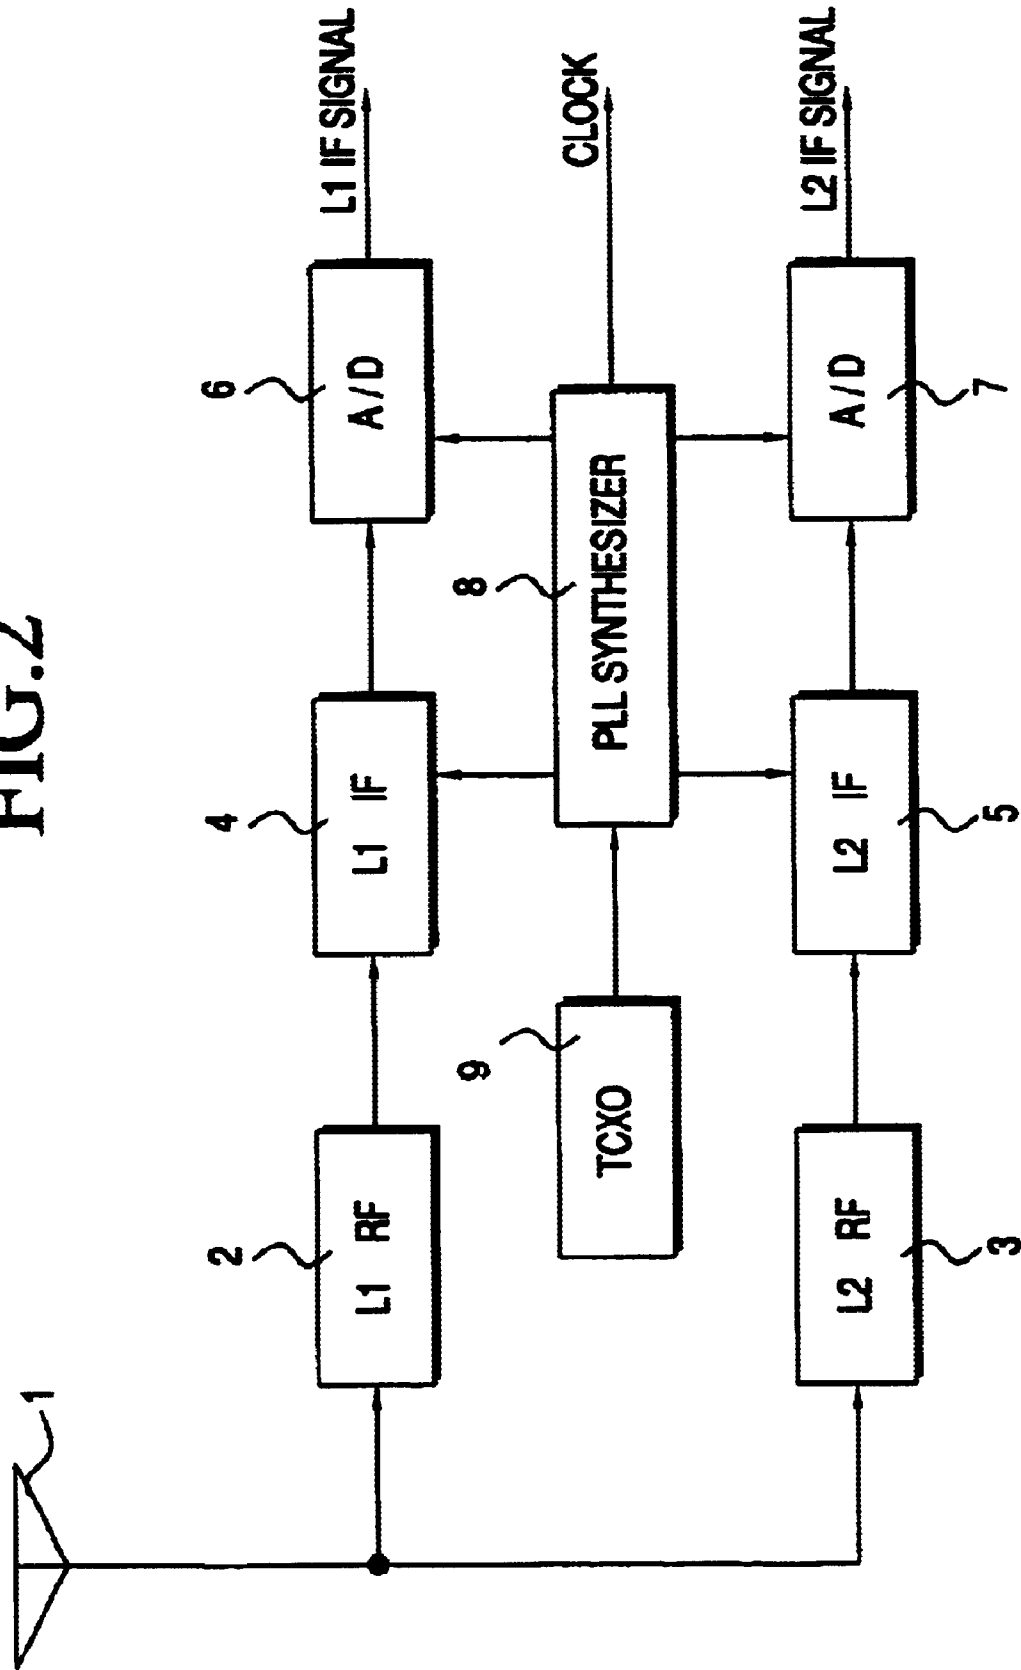 FIG.2
1
2
L1 RF
4
L1 IF
6
A/D
L1 IF SIGNAL
9
TCXO
8
PLL SYNTHESIZER
CLOCK
L2 RF
3
L2 IF
5
A/D
7
L2 IF SIGNAL